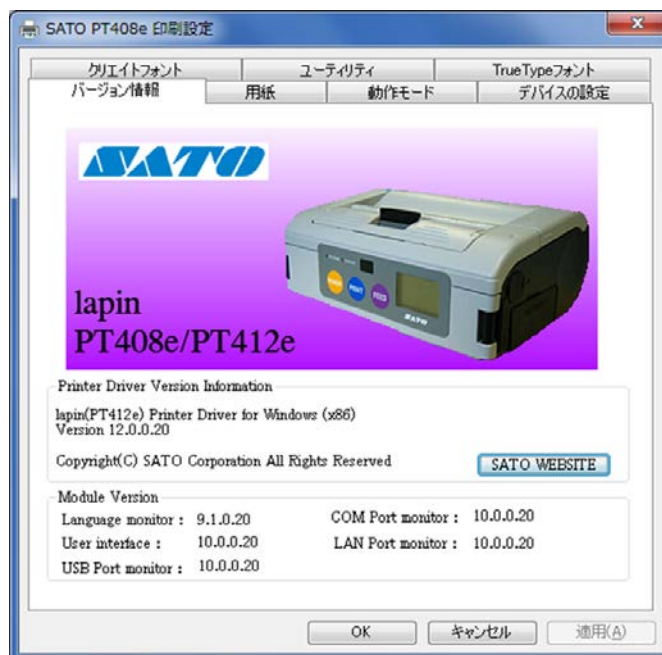 SATO PT408e 印刷設定
クリエイトフォント ユーティリティ TrueTypeフォント
バージョン情報 用紙 動作モード デバイスの設定
SATO
PRINT
FEED
SATO
lapin
PT408e/PT412e
Printer Driver Version Information
lapin(PT412e) Printer Driver for Windows (x86)
Version 12.0.0.20
Copyright(C) SATO Corporation All Rights Reserved SATO WEBSITE
Module Version
Language monitor : 9.1.0.20 COM Port monitor : 10.0.0.20
User interface : 10.0.0.20 LAN Port monitor : 10.0.0.20
USB Port monitor : 10.0.0.20
OK キャンセル 適用(A)